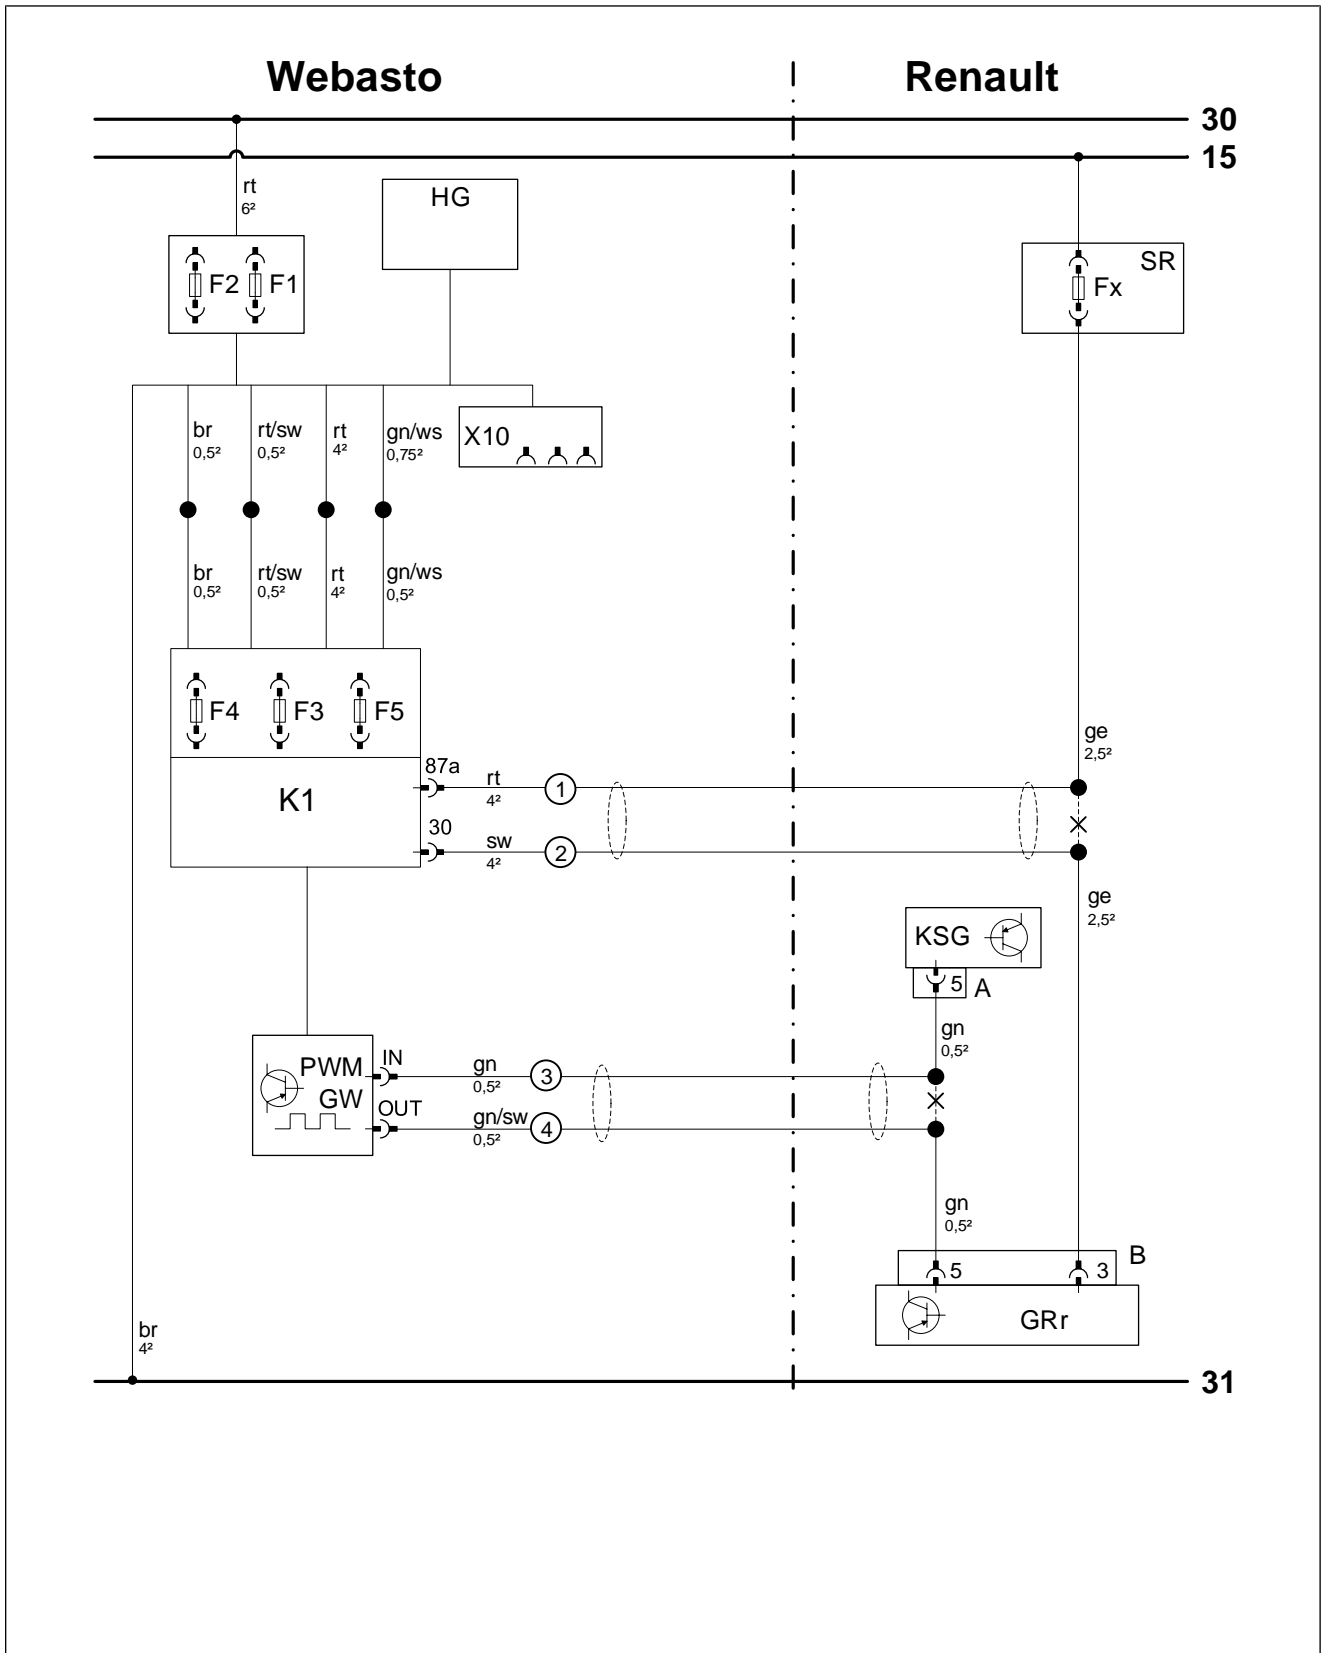 Webasto
Renault
30
15
rt
6²
HG
F2
F1
SR
Fx
br
0,5²
rt/sw
0,5²
rt
4²
gn/ws
0,75²
X10
br
0,5²
rt/sw
0,5²
rt
4²
gn/ws
0,5²
F4
F3
F5
ge
2,5²
87a
rt
4²
1
K1
30
sw
4²
2
ge
2,5²
KSG
5
A
gn
0,5²
PWM
GW
IN
gn
0,5²
3
OUT
gn/sw
0,5²
4
gn
0,5²
B
5
3
GRr
br
4²
31